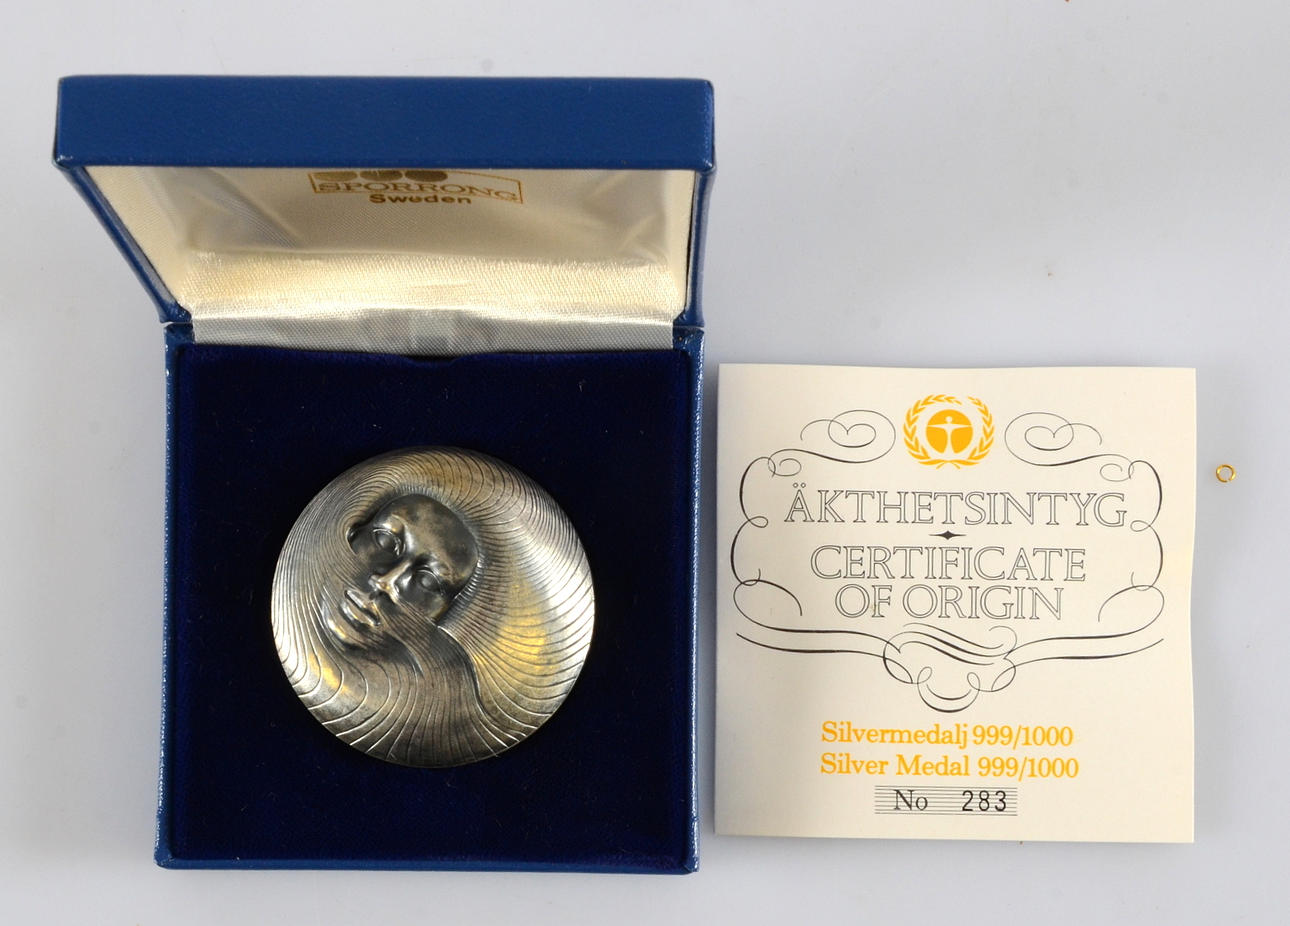 SPORRONG
Sweden
ÄKTHETSINTYG
CERTIFICATE
OF ORIGIN
Silvermedalj 999/1000
Silver Medal 999/1000
No 283